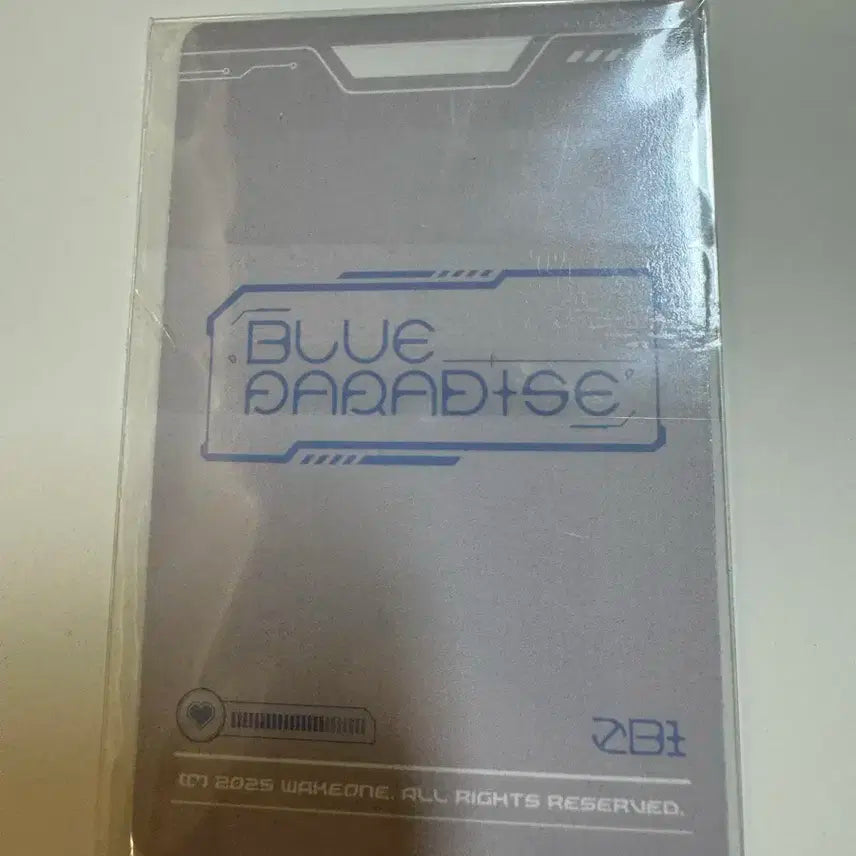 BLUE
PARADISE
ZB1
(C) 2025 WAKEONE. ALL RIGHTS RESERVED.